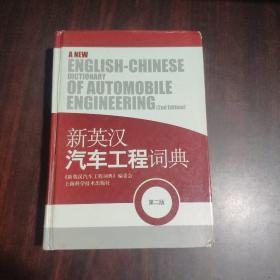 A NEW
ENGLISH-CHINESE
DICTIONARY
OF AUTOMOBILE
ENGINEERING (2nd Edition)
新英汉
汽车工程词典
《新英汉汽车工程词典》编委会
上海科学技术出版社
第二版